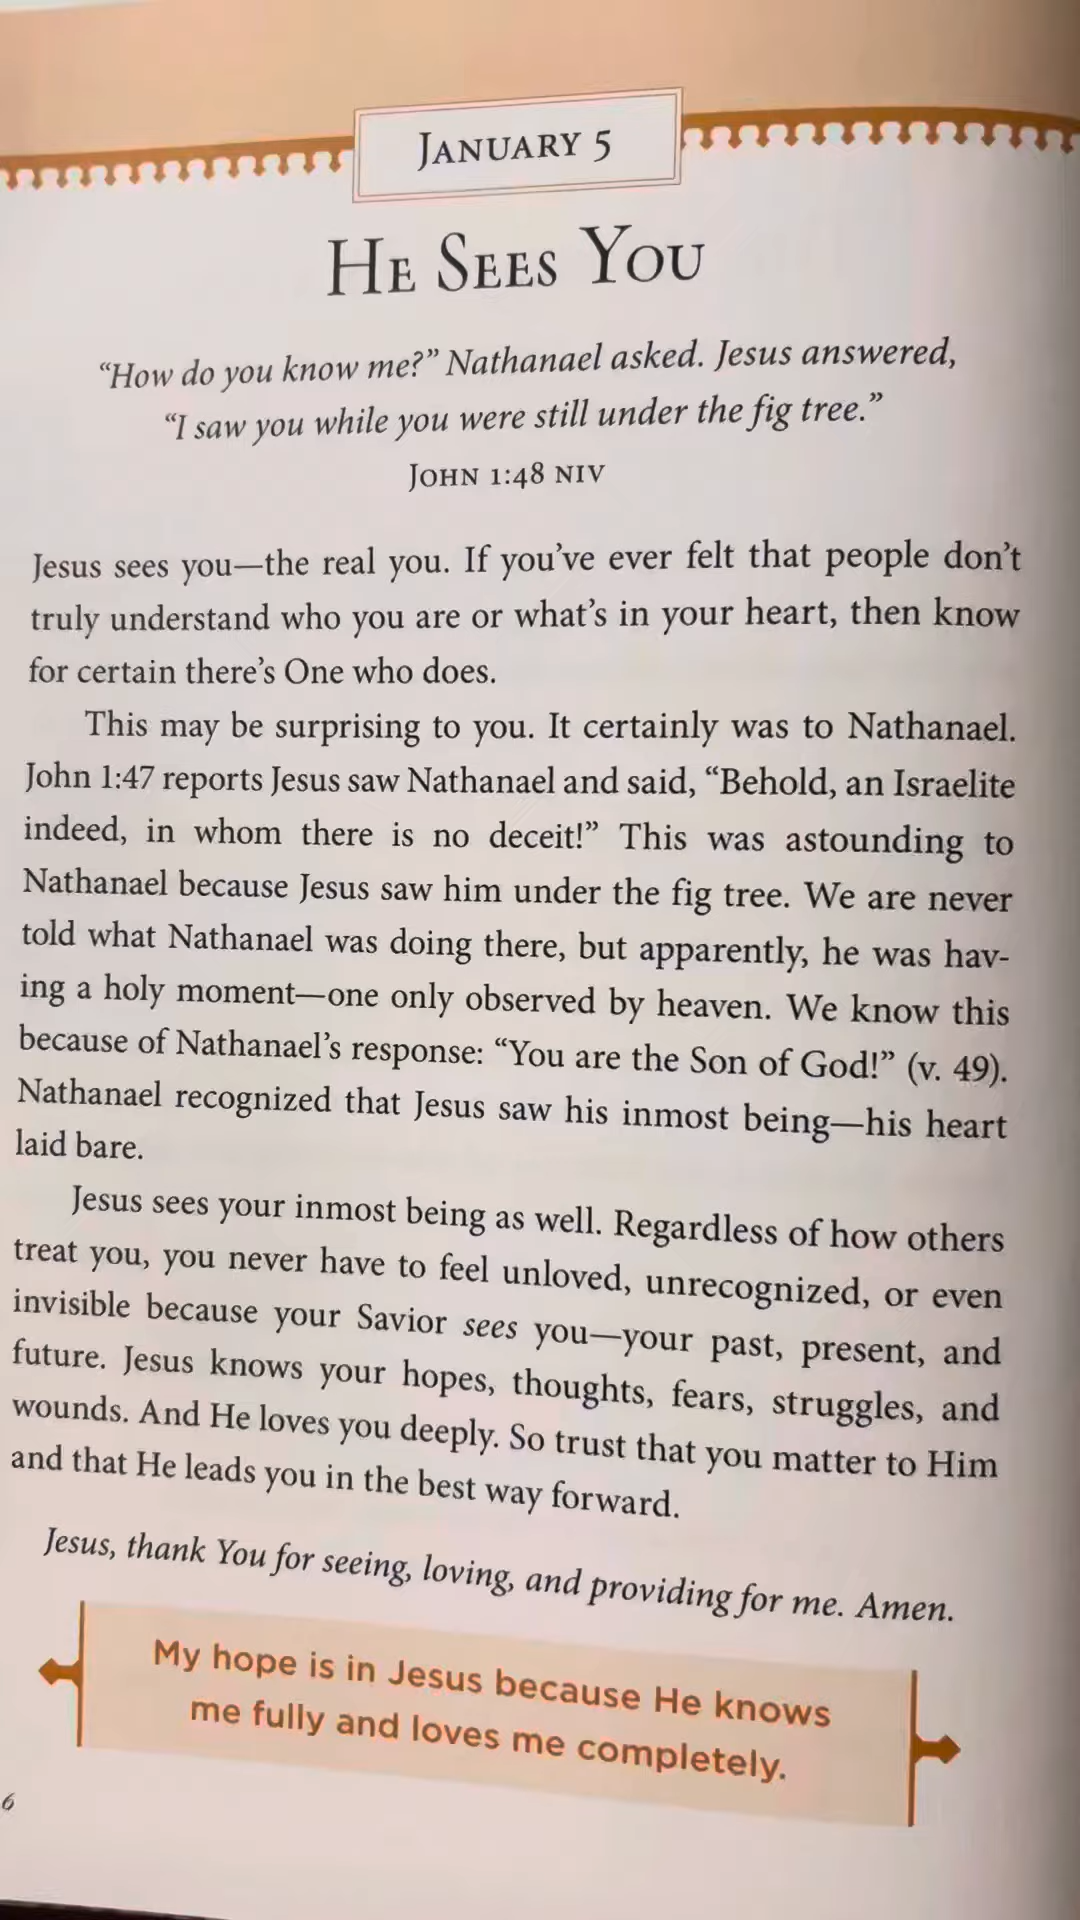 January 5
He Sees You
“How do you know me?” Nathanael asked. Jesus answered,
“I saw you while you were still under the fig tree.”
John 1:48 NIV
Jesus sees you—the real you. If you’ve ever felt that people don’t
truly understand who you are or what’s in your heart, then know
for certain there’s One who does.
This may be surprising to you. It certainly was to Nathanael.
John 1:47 reports Jesus saw Nathanael and said, “Behold, an Israelite
indeed, in whom there is no deceit!” This was astounding to
Nathanael because Jesus saw him under the fig tree. We are never
told what Nathanael was doing there, but apparently, he was hav-
ing a holy moment—one only observed by heaven. We know this
because of Nathanael’s response: “You are the Son of God!” (v. 49).
Nathanael recognized that Jesus saw his inmost being—his heart
laid bare.
Jesus sees your inmost being as well. Regardless of how others
treat you, you never have to feel unloved, unrecognized, or even
invisible because your Savior sees you—your past, present, and
future. Jesus knows your hopes, thoughts, fears, struggles, and
wounds. And He loves you deeply. So trust that you matter to Him
and that He leads you in the best way forward.
Jesus, thank You for seeing, loving, and providing for me. Amen.
My hope is in Jesus because He knows
me fully and loves me completely.
6